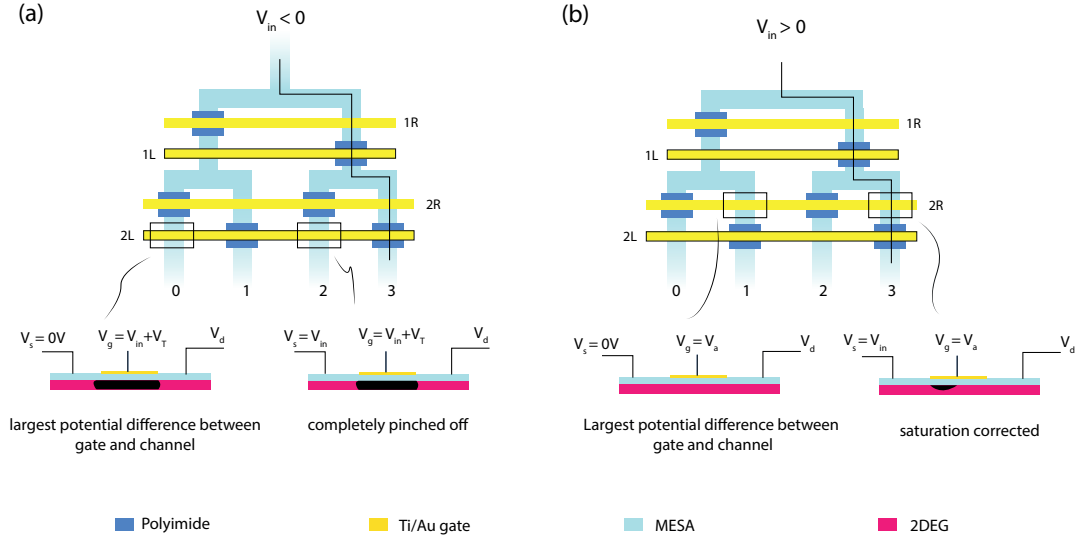 (a)
V_in < 0
1R
1L
2R
2L
0 1 2 3
V_s = 0V
V_g = V_in + V_T
V_d
V_s = V_in
V_g = V_in + V_T
V_d
largest potential difference between
gate and channel
completely pinched off
(b)
V_in > 0
1R
1L
2R
2L
0 1 2 3
V_s = 0V
V_g = V_a
V_d
V_s = V_in
V_g = V_a
V_d
Largest potential difference between
gate and channel
saturation corrected
Polyimide
Ti/Au gate
MESA
2DEG